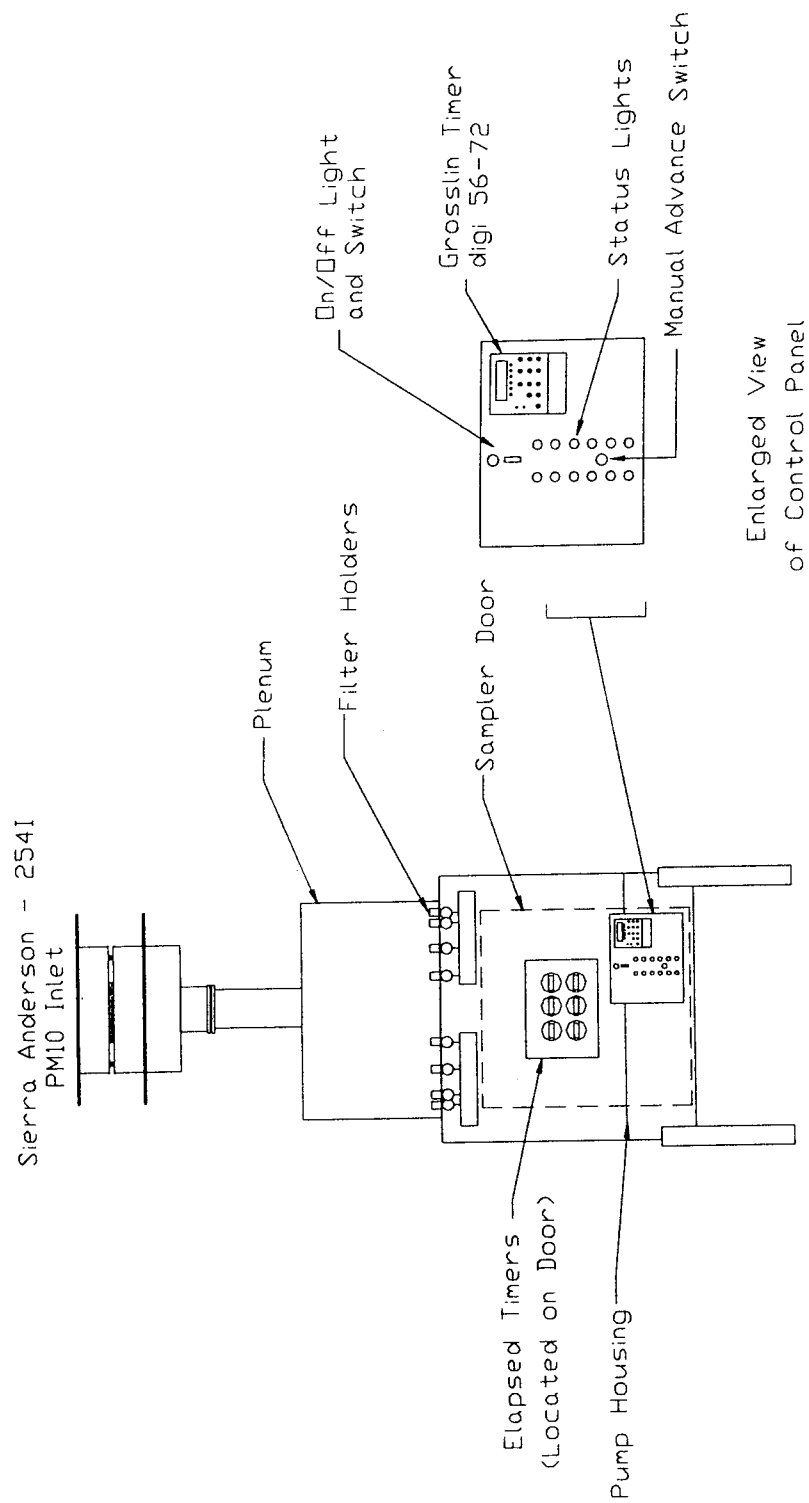 Sierra Anderson - 254I
PM10 Inlet
Plenum
Filter Holders
Sampler Door
Elapsed Timers
(Located on Door)
Pump Housing
On/Off Light
and Switch
Grosslin Timer
digi 56-72
Status Lights
Manual Advance Switch
Enlarged View
of Control Panel